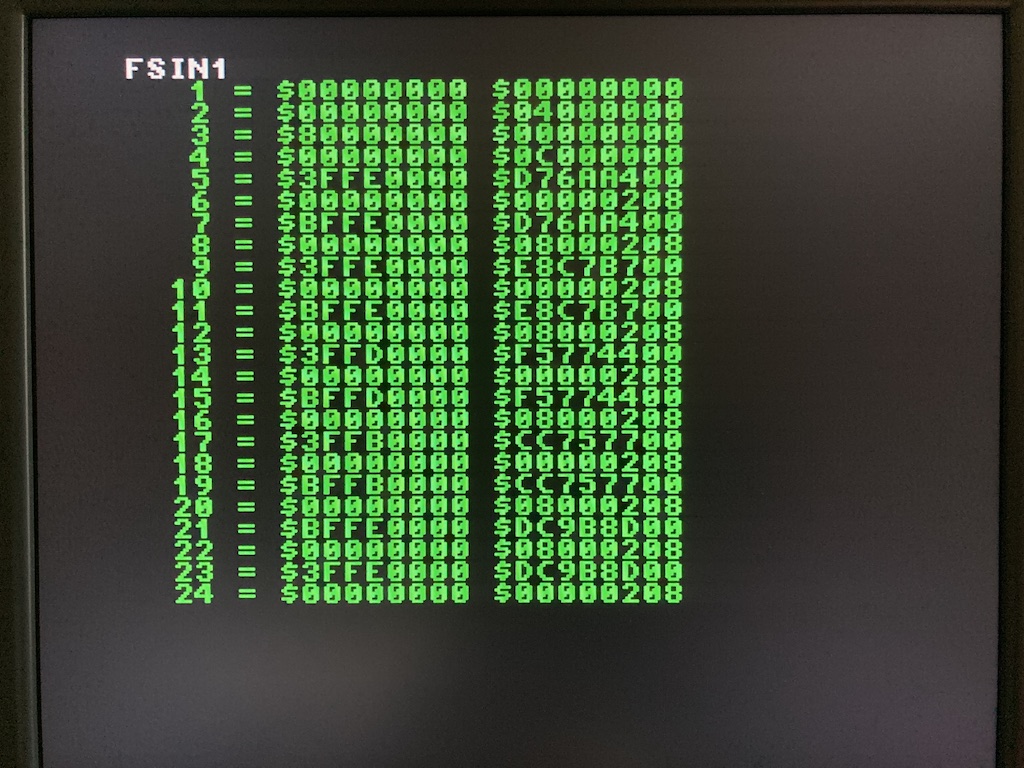 FSIN1
1 = $00000000 $00000000
2 = $00000000 $04000000
3 = $80000000 $00000000
4 = $00000000 $0C000000
5 = $3FFE0000 $D76AA400
6 = $00000000 $00000208
7 = $BFFE0000 $D76AA400
8 = $00000000 $08000208
9 = $3FFE0000 $E8C7B700
10 = $00000000 $08000208
11 = $BFFE0000 $E8C7B700
12 = $00000000 $08000208
13 = $3FFD0000 $F5774400
14 = $00000000 $00000208
15 = $BFFD0000 $F5774400
16 = $00000000 $08000208
17 = $3FFB0000 $CC757700
18 = $00000000 $00000208
19 = $BFFB0000 $CC757700
20 = $00000000 $08000208
21 = $BFFE0000 $DC9B8D00
22 = $00000000 $08000208
23 = $3FFE0000 $DC9B8D00
24 = $00000000 $00000208